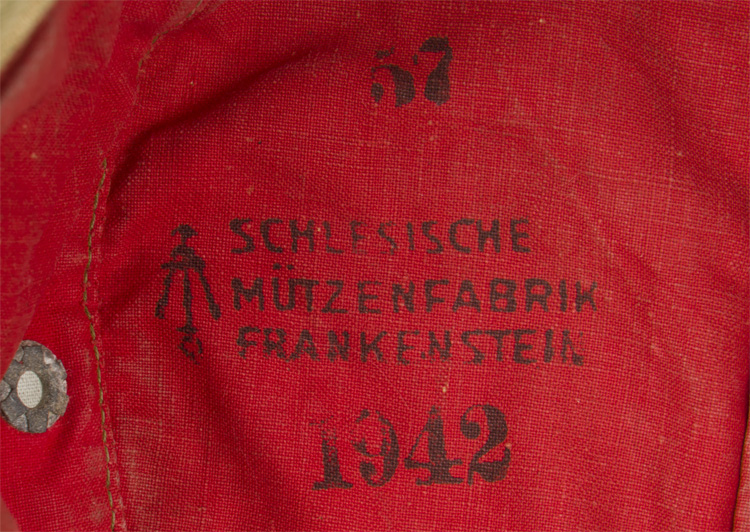 57
SCHLESISCHE
MÜTZENFABRIK
FRANKENSTEIN
1942